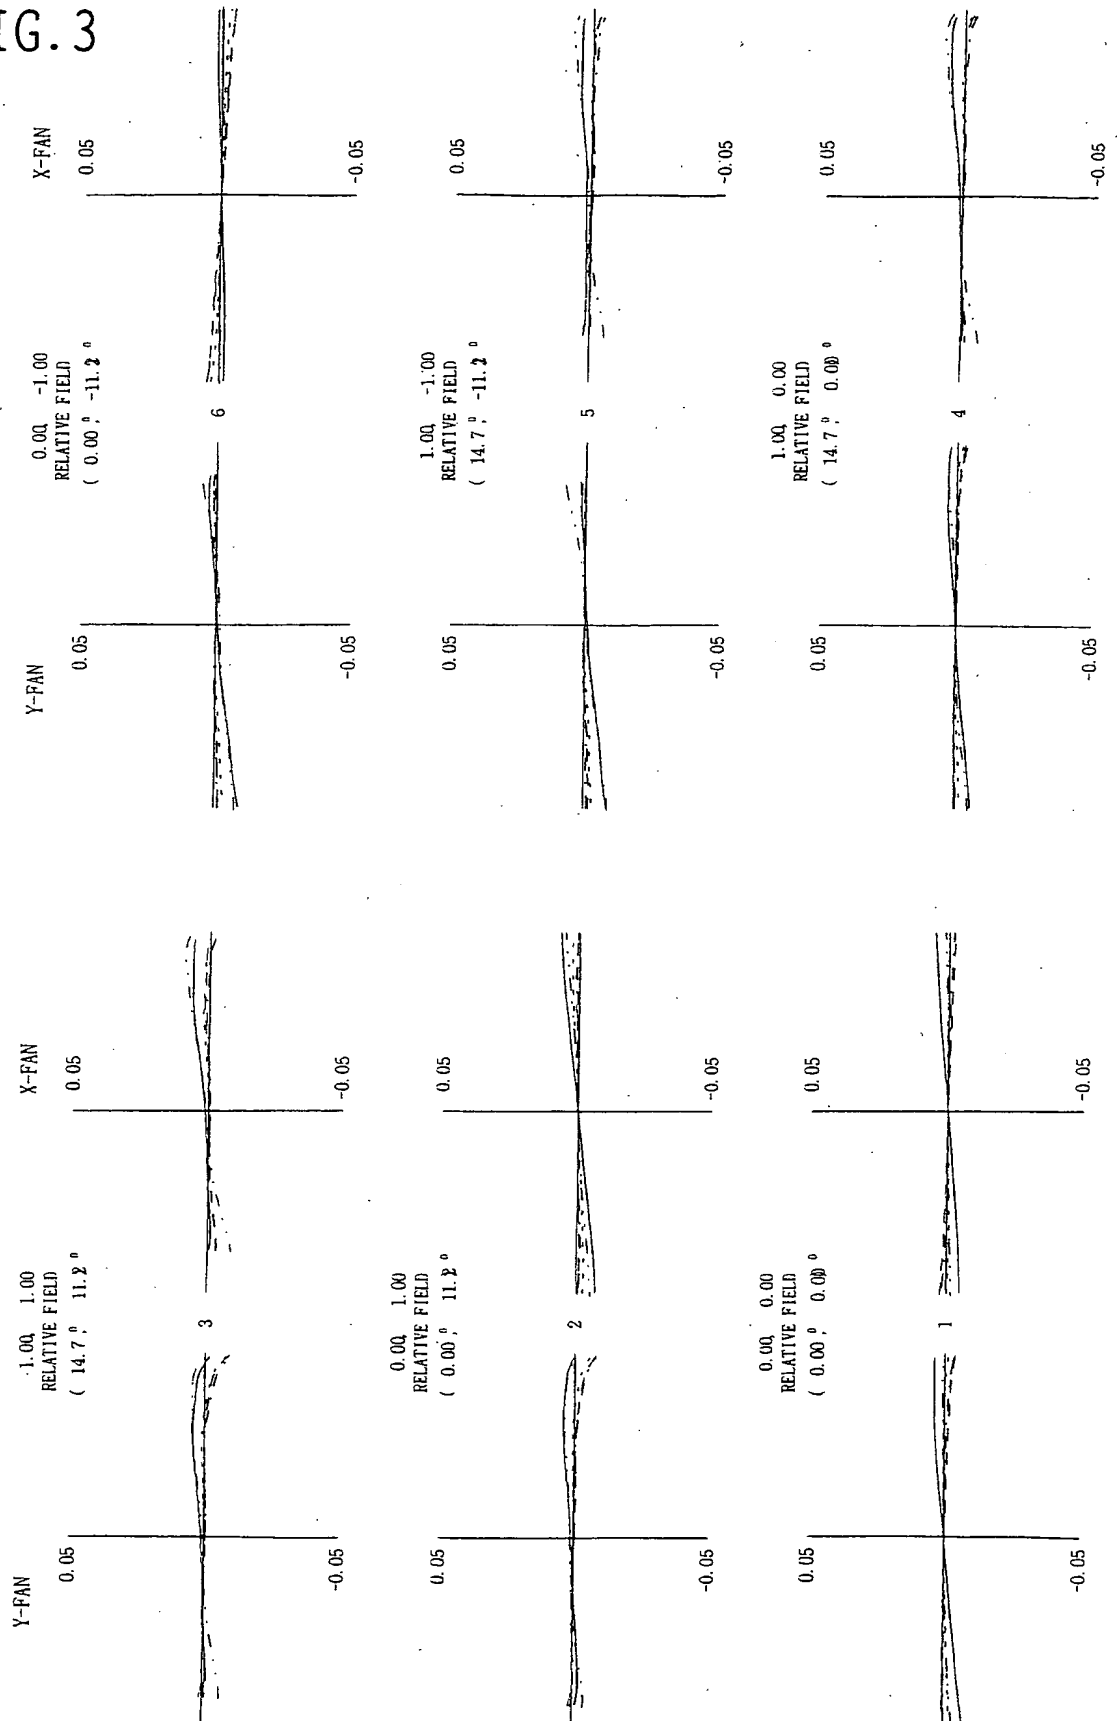 IG.3
Y-FAN
X-FAN
1.00, 1.00
RELATIVE FIELD
( 14.7,° 11.2 °
0.05
-0.05
3
0.05
-0.05
0.00, 1.00
RELATIVE FIELD
( 0.00,° 11.2 °
0.05
-0.05
2
0.05
-0.05
0.00, 0.00
RELATIVE FIELD
( 0.00,° 0.00 °
0.05
-0.05
1
0.05
-0.05
Y-FAN
X-FAN
0.00, -1.00
RELATIVE FIELD
( 0.00,° -11.2 °
0.05
-0.05
6
0.05
-0.05
1.00, -1.00
RELATIVE FIELD
( 14.7,° -11.2 °
0.05
-0.05
5
0.05
-0.05
1.00, 0.00
RELATIVE FIELD
( 14.7,° 0.00 °
0.05
-0.05
4
0.05
-0.05